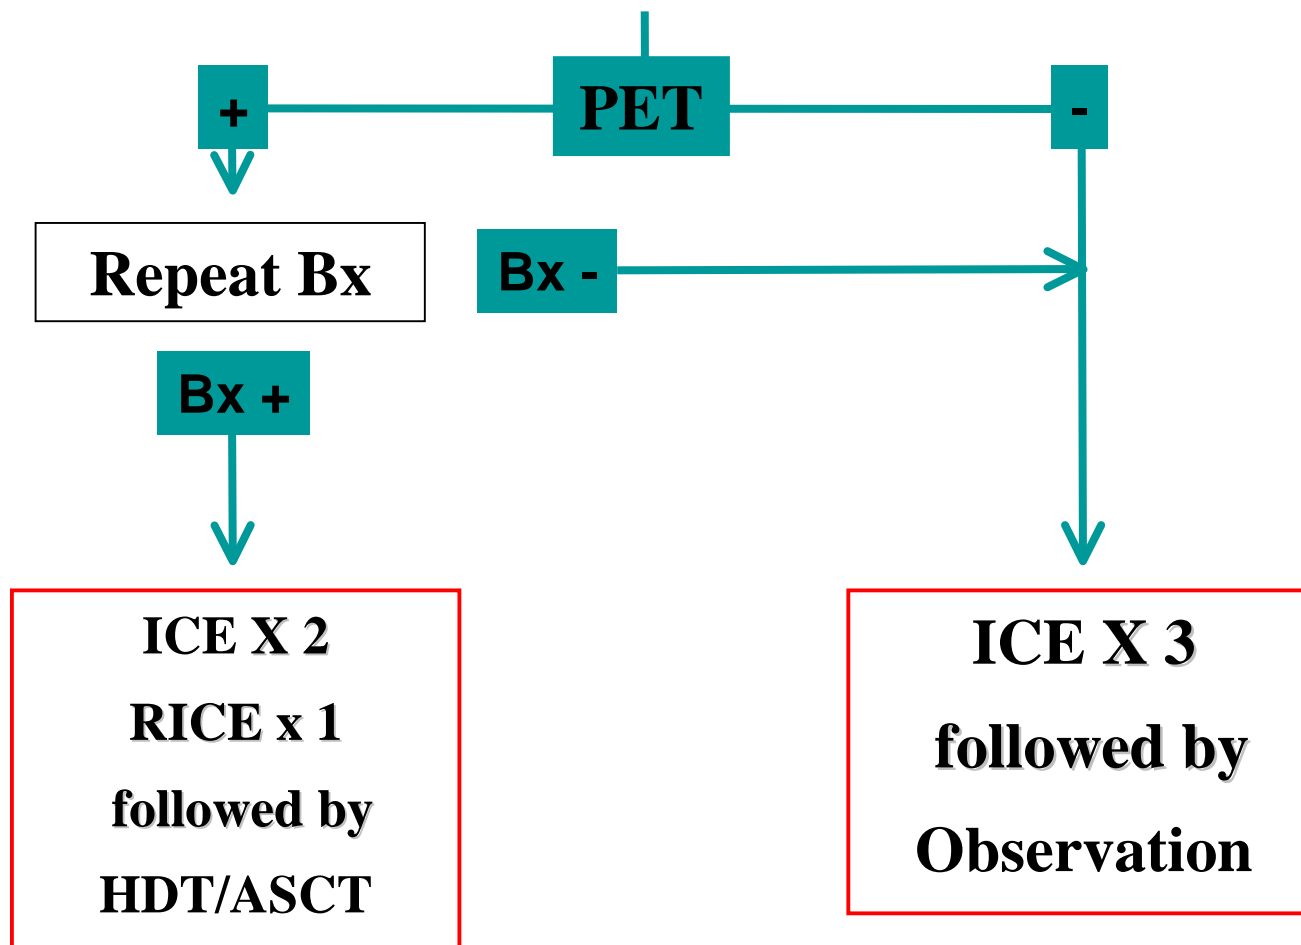 PET
+
-
Repeat Bx
Bx -
Bx +
ICE X 2
RICE x 1
followed by
HDT/ASCT
ICE X 3
followed by
Observation